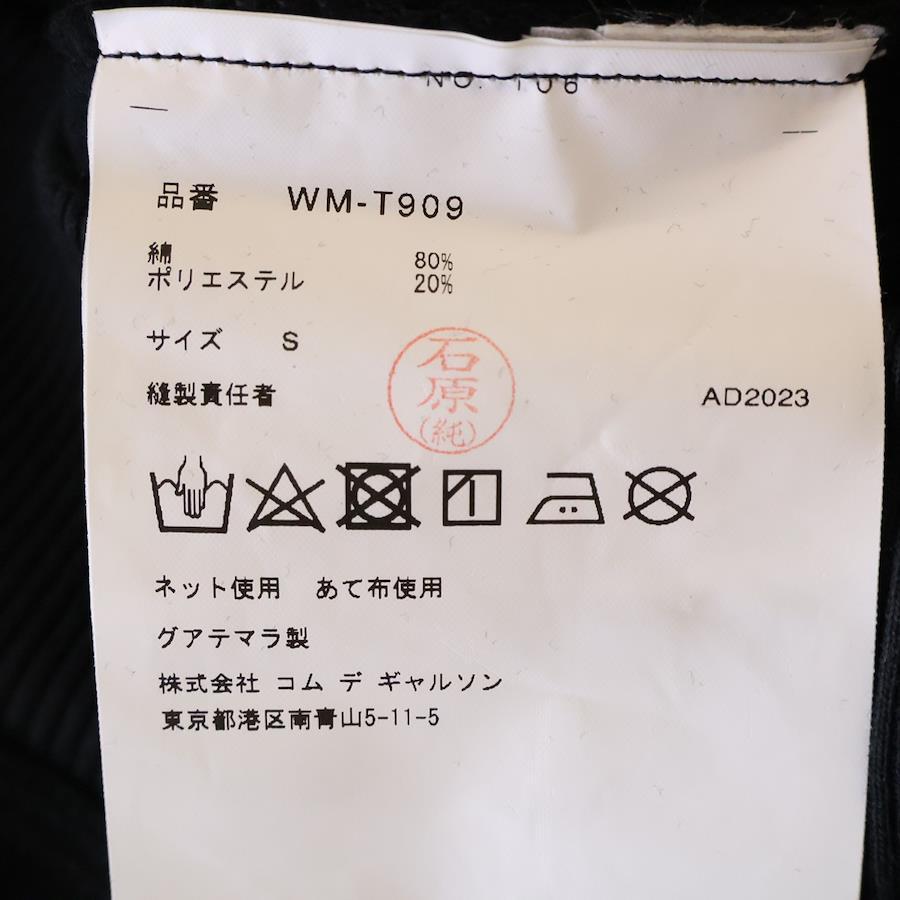 NO. 106
品番 WM-T909
綿 80%
ポリエステル 20%
サイズ S
石原
(純)
縫製責任者 AD2023
ネット使用 あて布使用
グアテマラ製
株式会社 コム デ ギャルソン
東京都港区南青山5-11-5